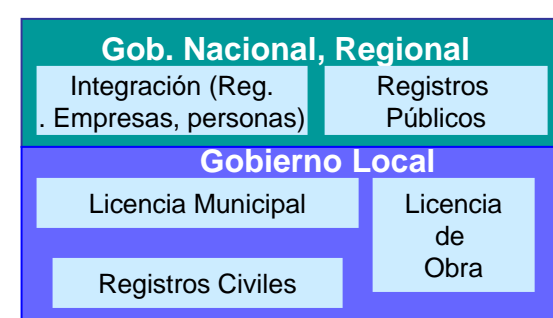 Gob. Nacional, Regional
Integración (Reg.
. Empresas, personas)
Registros
Públicos
Gobierno Local
Licencia Municipal
Licencia
de
Obra
Registros Civiles